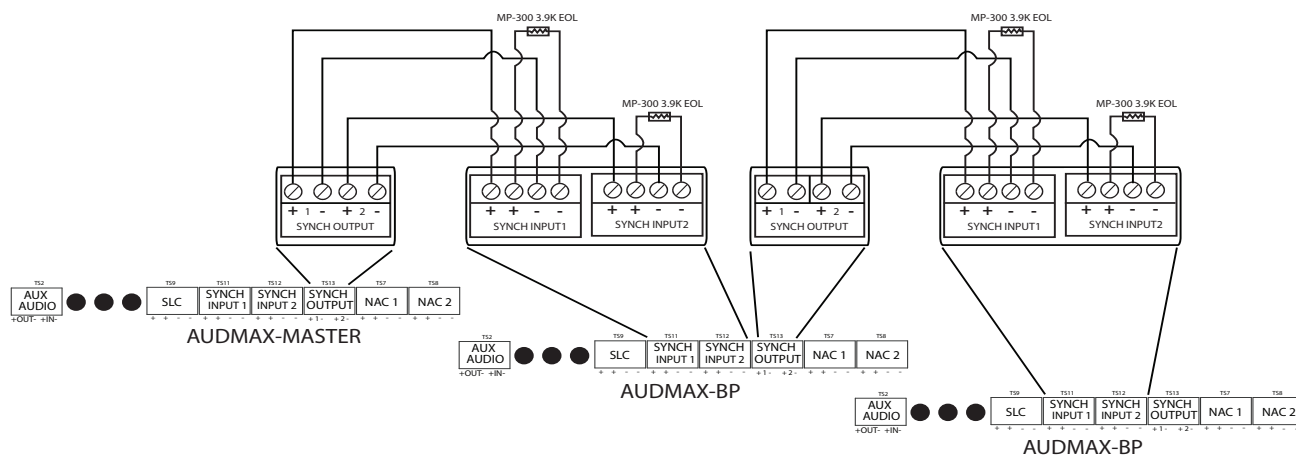 MP-300 3.9K EOL
MP-300 3.9K EOL
MP-300 3.9K EOL
MP-300 3.9K EOL
+ 1 - + 2 -
SYNCH OUTPUT
+ + - -
SYNCH INPUT1
+ + - -
SYNCH INPUT2
+ 1 - + 2 -
SYNCH OUTPUT
+ + - -
SYNCH INPUT1
+ + - -
SYNCH INPUT2
TS2 TS9 TS11 TS12 TS13 TS7 TS8
AUX AUDIO SLC SYNCH INPUT 1 SYNCH INPUT 2 SYNCH OUTPUT NAC 1 NAC 2
+OUT- +IN- + + - - + + - - + + - - + 1 - + 2 - + + - - + + - -
AUDMAX-MASTER
TS2 TS9 TS11 TS12 TS13 TS7 TS8
AUX AUDIO SLC SYNCH INPUT 1 SYNCH INPUT 2 SYNCH OUTPUT NAC 1 NAC 2
+OUT- +IN- + + - - + + - - + + - - + 1 - + 2 - + + - - + + - -
AUDMAX-BP
TS2 TS9 TS11 TS12 TS13 TS7 TS8
AUX AUDIO SLC SYNCH INPUT 1 SYNCH INPUT 2 SYNCH OUTPUT NAC 1 NAC 2
+OUT- +IN- + + - - + + - - + + - - + 1 - + 2 - + + - - + + - -
AUDMAX-BP